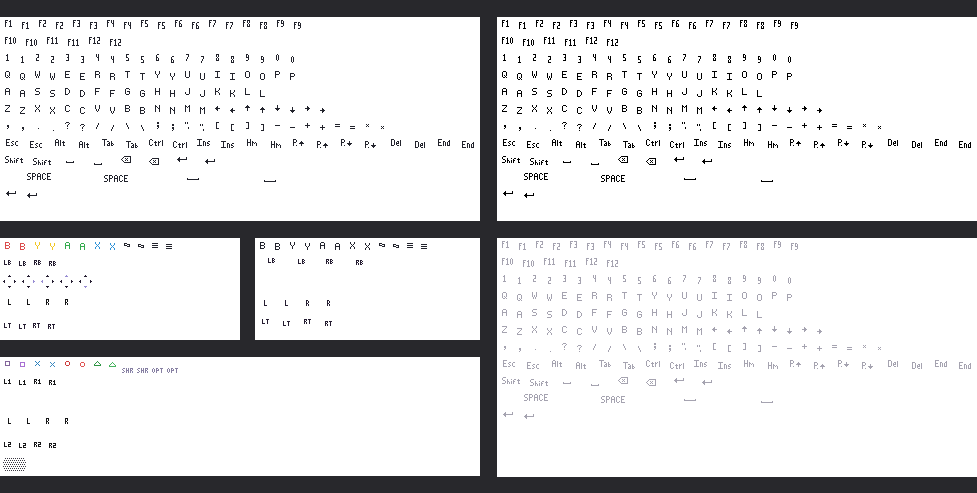 F1 F1 F2 F2 F3 F3 F4 F4 F5 F5 F6 F6 F7 F7 F8 F8 F9 F9
F10 F10 F11 F11 F12 F12
1 1 2 2 3 3 4 4 5 5 6 6 7 7 8 8 9 9 0 0
Q Q W W E E R R T T Y Y U U I I O O P P
A A S S D D F F G G H H J J K K L L
Z Z X X C C V V B B N N M M ← ← ↑ ↑ ↓ ↓ → →
, , . . ? ? / / \ \ ; ; " " [ [ ] ] - - + + = = * *
Esc Esc Alt Alt Tab Tab Ctrl Ctrl Ins Ins Hm Hm P.↑ P.↑ P.↓ P.↓ Del Del End End
Shift Shift
SPACE SPACE
F1 F1 F2 F2 F3 F3 F4 F4 F5 F5 F6 F6 F7 F7 F8 F8 F9 F9
F10 F10 F11 F11 F12 F12
1 1 2 2 3 3 4 4 5 5 6 6 7 7 8 8 9 9 0 0
Q Q W W E E R R T T Y Y U U I I O O P P
A A S S D D F F G G H H J J K K L L
Z Z X X C C V V B B N N M M ← ← ↑ ↑ ↓ ↓ → →
, , . . ? ? / / \ \ ; ; " " [ [ ] ] - - + + = = * *
Esc Esc Alt Alt Tab Tab Ctrl Ctrl Ins Ins Hm Hm P.↑ P.↑ P.↓ P.↓ Del Del End End
Shift Shift
SPACE SPACE
B B Y Y A A X X
LB LB RB RB
L L R R
LT LT RT RT
B B Y Y A A X X
LB LB RB RB
L L R R
LT LT RT RT
SHR SHR OPT OPT
L1 L1 R1 R1
L L R R
L2 L2 R2 R2
F1 F1 F2 F2 F3 F3 F4 F4 F5 F5 F6 F6 F7 F7 F8 F8 F9 F9
F10 F10 F11 F11 F12 F12
1 1 2 2 3 3 4 4 5 5 6 6 7 7 8 8 9 9 0 0
Q Q W W E E R R T T Y Y U U I I O O P P
A A S S D D F F G G H H J J K K L L
Z Z X X C C V V B B N N M M ← ← ↑ ↑ ↓ ↓ → →
, , . . ? ? / / \ \ ; ; " " [ [ ] ] - - + + = = * *
Esc Esc Alt Alt Tab Tab Ctrl Ctrl Ins Ins Hm Hm P.↑ P.↑ P.↓ P.↓ Del Del End End
Shift Shift
SPACE SPACE